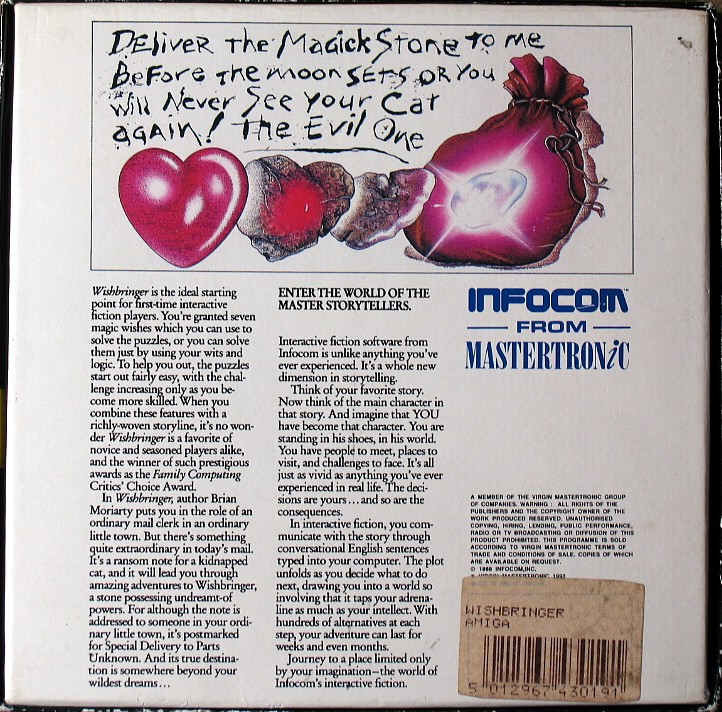 Deliver the Magick Stone to me
Before the moon sets or you
will Never See Your Cat
again! The Evil One
Wishbringer is the ideal starting
point for first-time interactive
fiction players. You're granted seven
magic wishes which you can use to
solve the puzzles, or you can solve
them just by using your wits and
logic. To help you out, the puzzles
start out fairly easy, with the chal-
lenge increasing only as you be-
come more skilled. When you
combine these features with a
richly-woven storyline, it's no won-
der Wishbringer is a favorite of
novice and seasoned players alike,
and the winner of such prestigious
awards as the Family Computing
Critics' Choice Award.
In Wishbringer, author Brian
Moriarty puts you in the role of an
ordinary mail clerk in an ordinary
little town. But there's something
quite extraordinary in today's mail.
It's a ransom note for a kidnapped
cat, and it will lead you through
amazing adventures to Wishbringer,
a stone possessing undreamt-of
powers. For although the note is
addressed to someone in your ordi-
nary little town, it's postmarked
for Special Delivery to Parts
Unknown. And its true destina-
tion is somewhere beyond your
wildest dreams...
ENTER THE WORLD OF THE
MASTER STORYTELLERS.
Interactive fiction software from
Infocom is unlike anything you've
ever experienced. It's a whole new
dimension in storytelling.
Think of your favorite story.
Now think of the main character in
that story. And imagine that YOU
have become that character. You are
standing in his shoes, in his world.
You have people to meet, places to
visit, and challenges to face. It's all
just as vivid as anything you've ever
experienced in real life. The deci-
sions are yours...and so are the
consequences.
In interactive fiction, you com-
municate with the story through
conversational English sentences
typed into your computer. The plot
unfolds as you decide what to do
next, drawing you into a world so
involving that it taps your adrena-
line as much as your intellect. With
hundreds of alternatives at each
step, your adventure can last for
weeks and even months.
Journey to a place limited only
by your imagination—the world of
Infocom's interactive fiction.
INFOCOM™
FROM
MASTERTRONiC
A MEMBER OF THE VIRGIN MASTERTRONIC GROUP
OF COMPANIES. WARNING : ALL RIGHTS OF THE
PUBLISHERS AND THE COPYRIGHT OWNER OF THE
WORK PRODUCED RESERVED. UNAUTHORISED
COPYING, HIRING, LENDING, PUBLIC PERFORMANCE,
RADIO OR TV BROADCASTING OR DIFFUSION OF THIS
PRODUCT PROHIBITED. THIS PROGRAMME IS SOLD
ACCORDING TO VIRGIN MASTERTRONIC TERMS OF
TRADE AND CONDITIONS OF SALE. COPIES OF WHICH
ARE AVAILABLE ON REQUEST.
© 1988 INFOCOM, INC.
VIRGIN MASTERTRONIC
WISHBRINGER
AMIGA
5 012967 430191